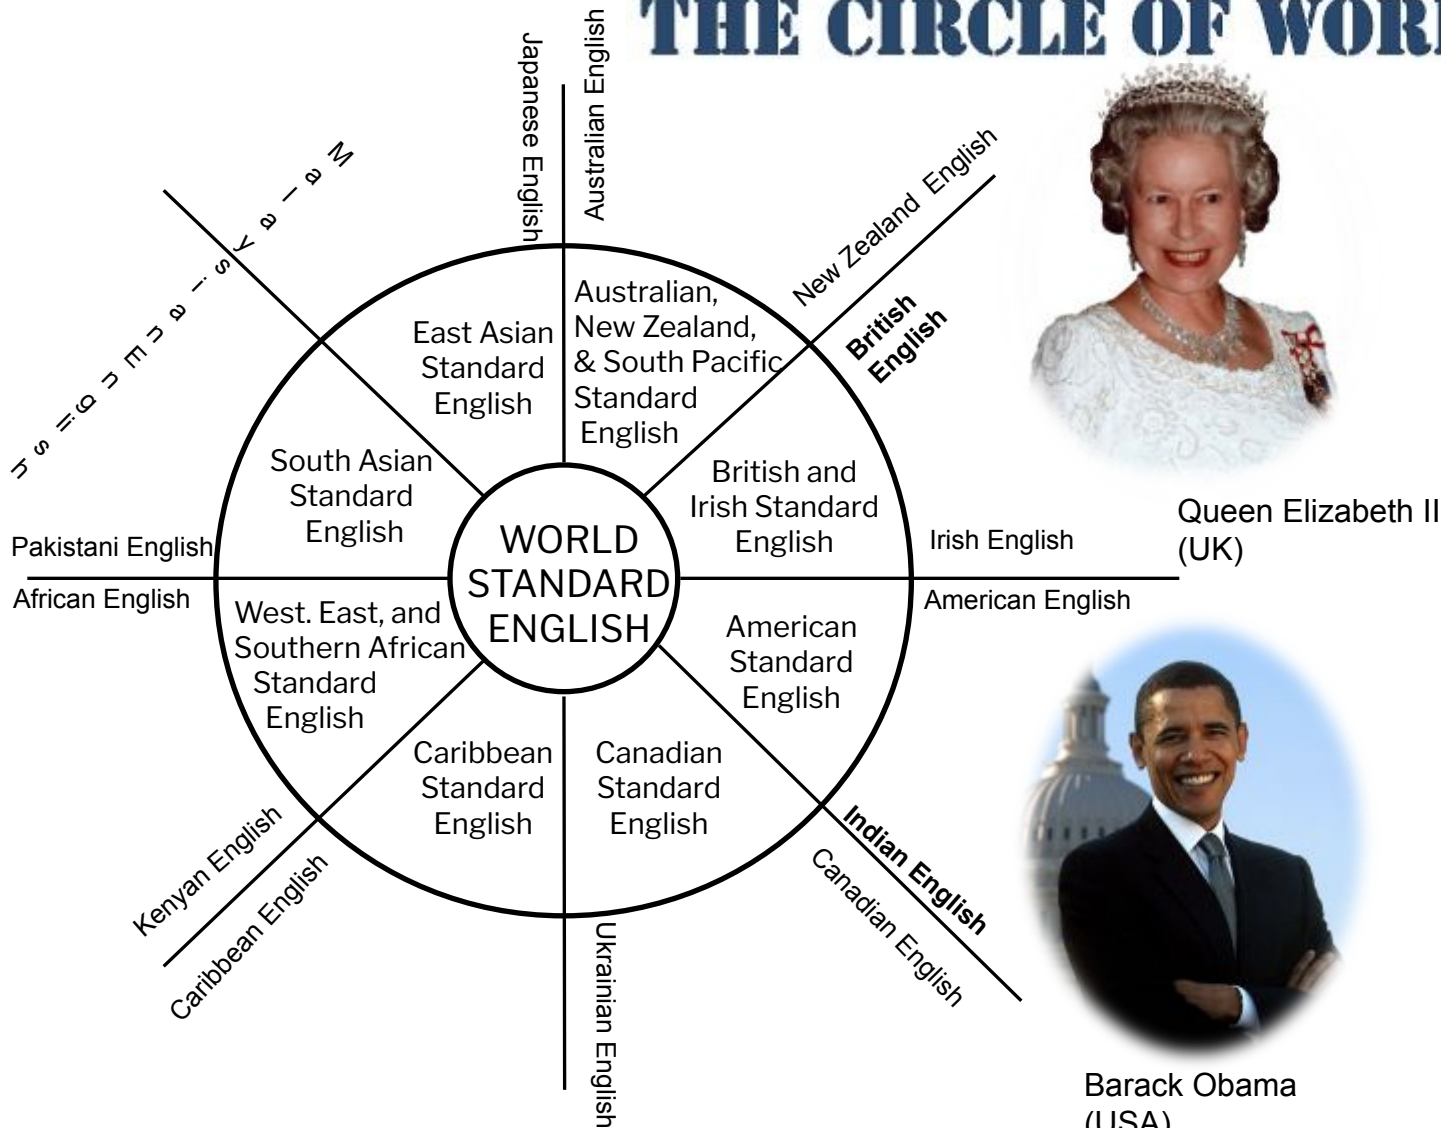 THE CIRCLE OF WORL
Japanese English
Australian English
New Zealand English
British
English
Malaysian English
East Asian
Standard
English
Australian,
New Zealand,
& South Pacific
Standard
English
South Asian
Standard
English
British and
Irish Standard
English
Queen Elizabeth II
(UK)
Pakistani English
African English
WORLD
STANDARD
ENGLISH
Irish English
American English
West. East, and
Southern African
Standard
English
American
Standard
English
Caribbean
Standard
English
Canadian
Standard
English
Kenyan English
Caribbean English
Ukrainian English
Indian English
Canadian English
Barack Obama
(USA)